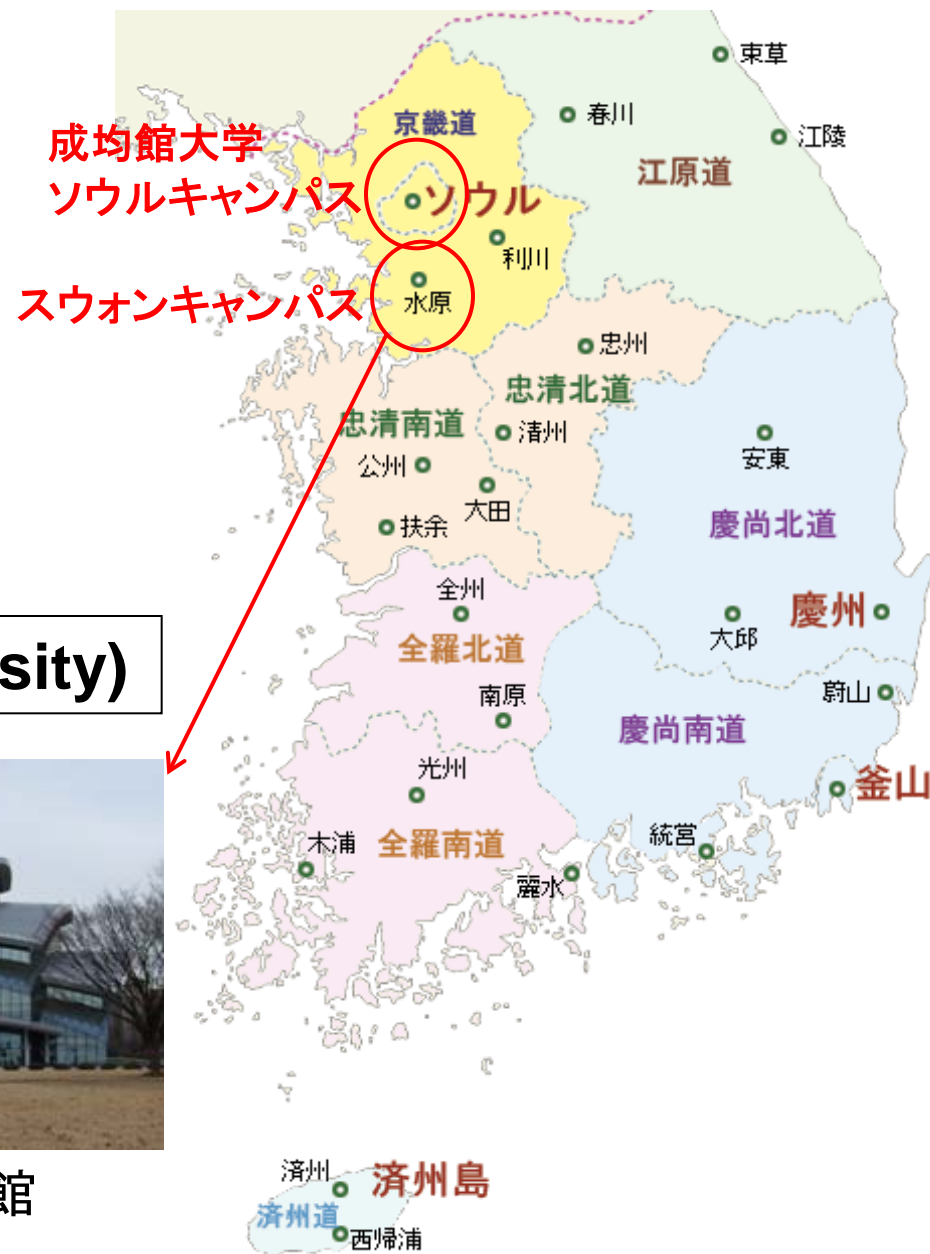 束草
春川
京畿道
江陵
成均館大学
江原道
ソウルキャンパス
ソウル
利川
スウォンキャンパス
水原
忠州
忠清北道
忠清南道
清州
安東
公州
大田
慶尚北道
扶余
全州
慶州
大邱
sity)
全羅北道
南原
蔚山
慶尚南道
光州
釜山
統営
木浦
全羅南道
麗水
済州
済州島
館
済州道
西帰浦